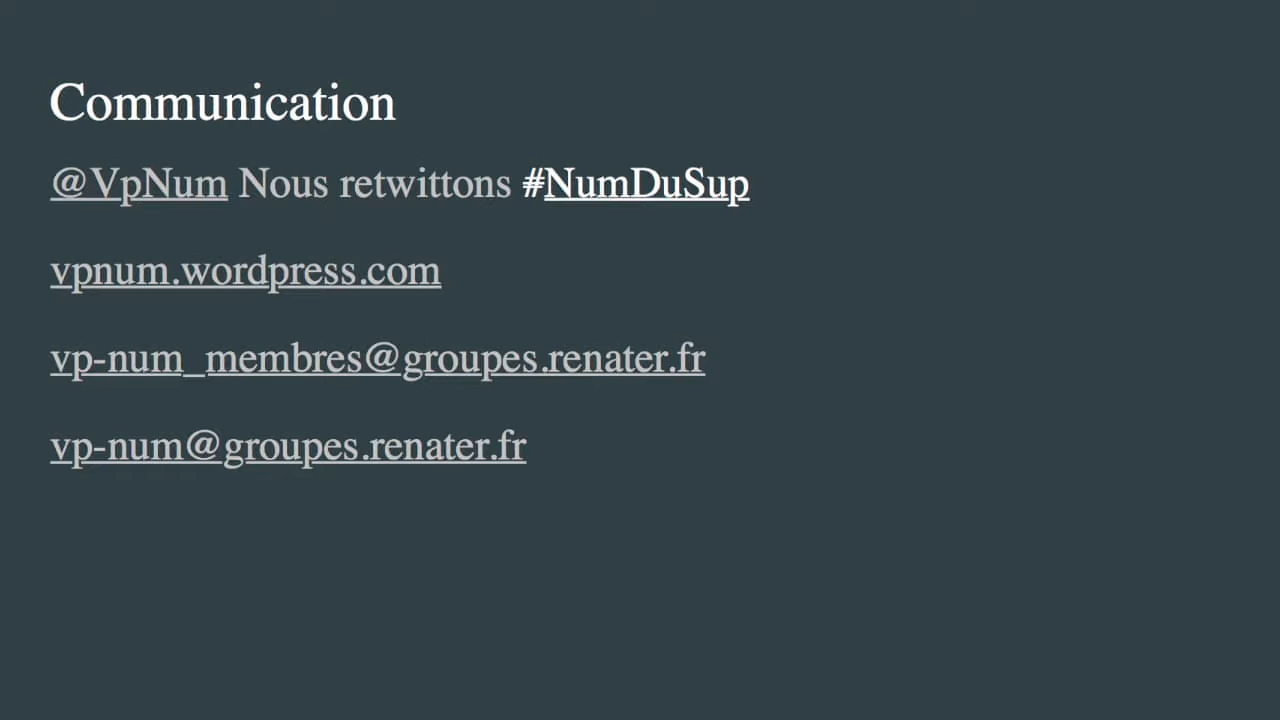 Communication
@VpNum Nous retwittons #NumDuSup
vpnum.wordpress.com
vp-num_membres@groupes.renater.fr
vp-num@groupes.renater.fr